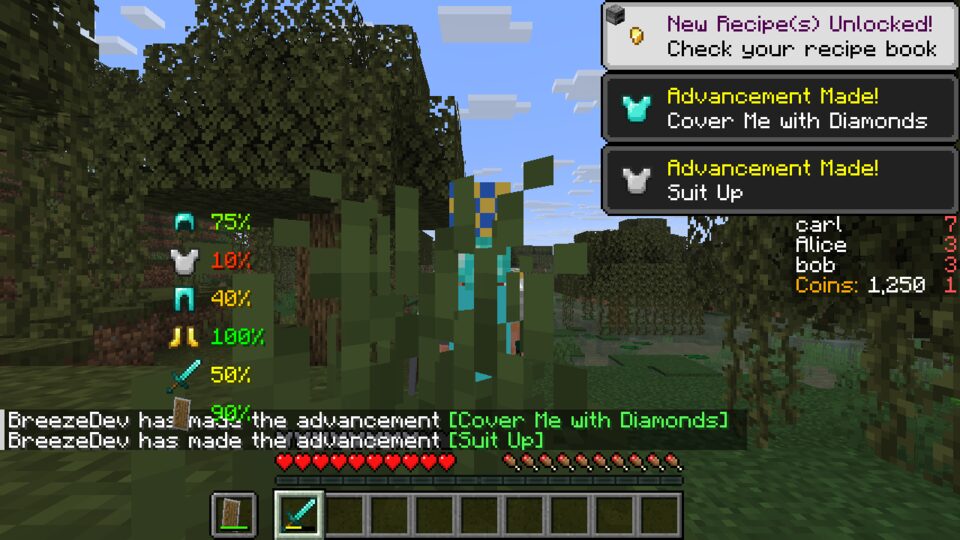 New Recipe(s) Unlocked!
Check your recipe book
Advancement Made!
Cover Me with Diamonds
Advancement Made!
Suit Up
carl 7
Alice 3
bob 3
Coins: 1,250 1
75%
10%
40%
100%
50%
90%
BreezeDev has made the advancement [Cover Me with Diamonds]
BreezeDev has made the advancement [Suit Up]